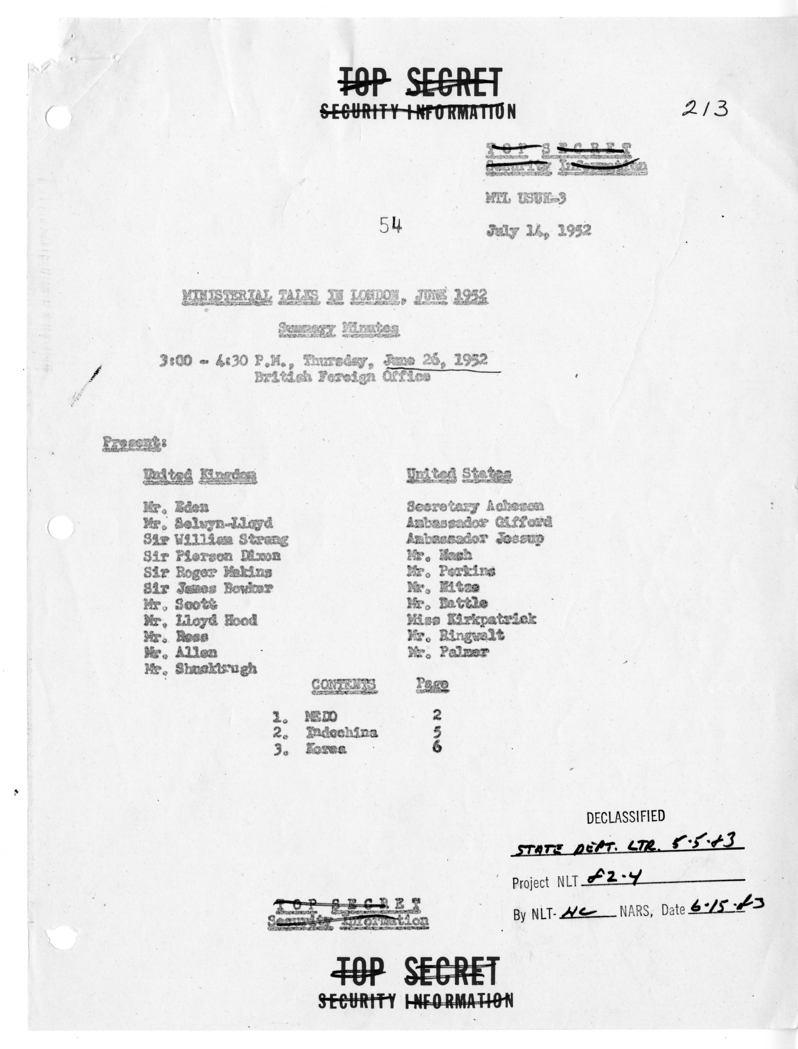 TOP SECRET
SECURITY INFORMATION
213
TOP SECRET
Security Information
MTL USUK-3
54
July 14, 1952
MINISTERIAL TALKS IN LONDON, JUNE 1952
Summary Minutes
3:00 - 4:30 P.M., Thursday, June 26, 1952
British Foreign Office
Present:
United Kingdom
Mr. Eden
Mr. Selwyn-Lloyd
Sir William Strang
Sir Pierson Dixon
Sir Roger Makins
Sir James Bowker
Mr. Scott
Mr. Lloyd Hood
Mr. Ross
Mr. Allen
Mr. Shuckburgh
United States
Secretary Acheson
Ambassador Gifford
Ambassador Jessup
Mr. Nash
Mr. Perkins
Mr. Nitze
Mr. Battle
Miss Kirkpatrick
Mr. Ringwalt
Mr. Palmer
CONTENTS Page
1. MEDO 2
2. Indochina 5
3. Korea 6
DECLASSIFIED
STATE DEPT. LTR. 5-5-83
Project NLT 82-4
By NLT- HC NARS, Date 6-15-83
TOP SECRET
Security Information
TOP SECRET
SECURITY INFORMATION